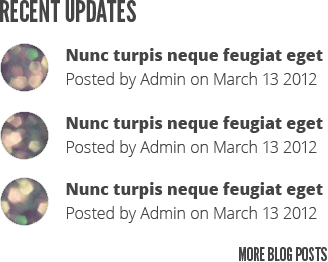 RECENT UPDATES
Nunc turpis neque feugiat eget
Posted by Admin on March 13 2012
Nunc turpis neque feugiat eget
Posted by Admin on March 13 2012
Nunc turpis neque feugiat eget
Posted by Admin on March 13 2012
MORE BLOG POSTS